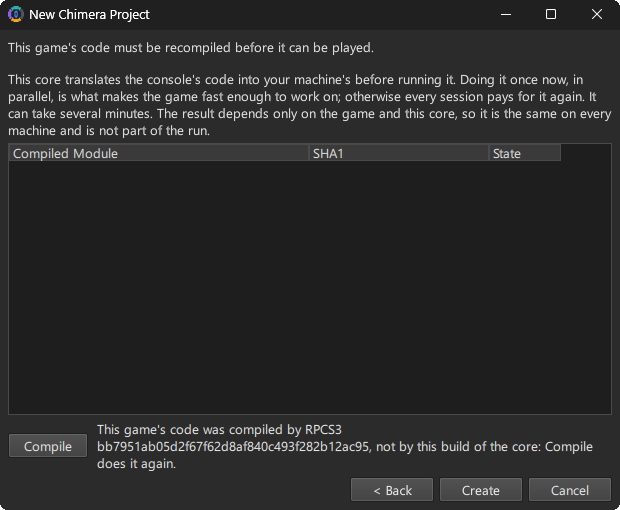 New Chimera Project
This game's code must be recompiled before it can be played.
This core translates the console's code into your machine's before running it. Doing it once now, in
parallel, is what makes the game fast enough to work on; otherwise every session pays for it again. It
can take several minutes. The result depends only on the game and this core, so it is the same on every
machine and is not part of the run.
Compiled Module SHA1 State
This game's code was compiled by RPCS3
bb7951ab05d2f67f62d8af840c493f282b12ac95, not by this build of the core: Compile
does it again.
Compile
< Back Create Cancel